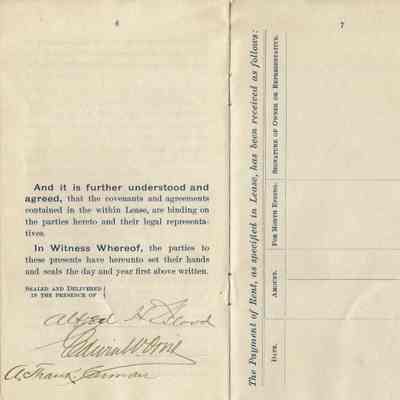 6
And it is further understood and
agreed, that the covenants and agreements
contained in the within Lease, are binding on
the parties hereto and their legal representa-
tives.
In Witness Whereof, the parties to
these presents have hereunto set their hands
and seals the day and year first above written.
SEALED AND DELIVERED
IN THE PRESENCE OF
Alfred H
Edwin W
A. Frank
7
The Payment of Rent, as specified in Lease, has been received as follows:
DATE.
AMOUNT.
FOR MONTH ENDING.
SIGNATURE OF OWNER OR REPRESENTATIVE.